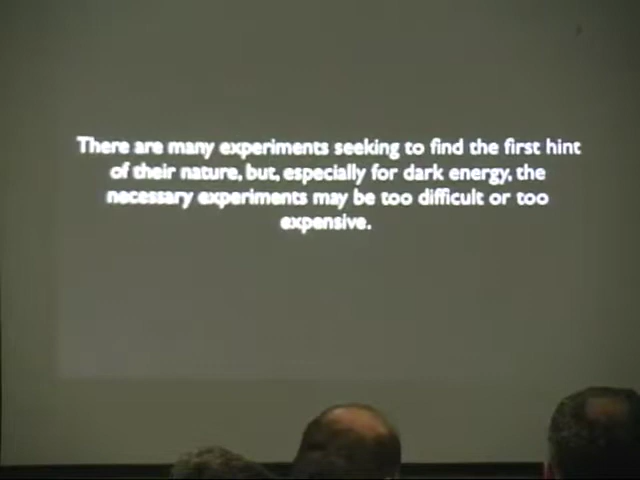 There are many experiments seeking to find the first hint
of their nature, but, especially for dark energy, the
necessary experiments may be too difficult or too
expensive.